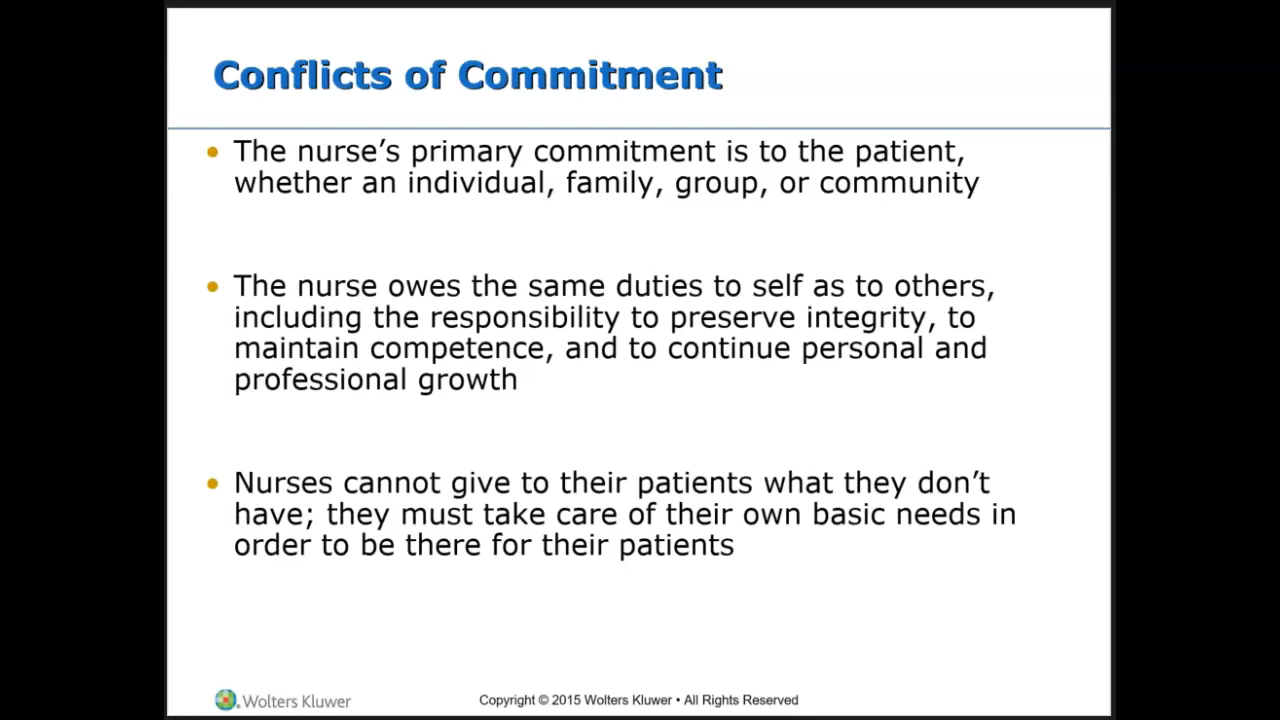 Conflicts of Commitment
• The nurse’s primary commitment is to the patient,
whether an individual, family, group, or community
• The nurse owes the same duties to self as to others,
including the responsibility to preserve integrity, to
maintain competence, and to continue personal and
professional growth
• Nurses cannot give to their patients what they don’t
have; they must take care of their own basic needs in
order to be there for their patients
Wolters Kluwer
Copyright © 2015 Wolters Kluwer • All Rights Reserved